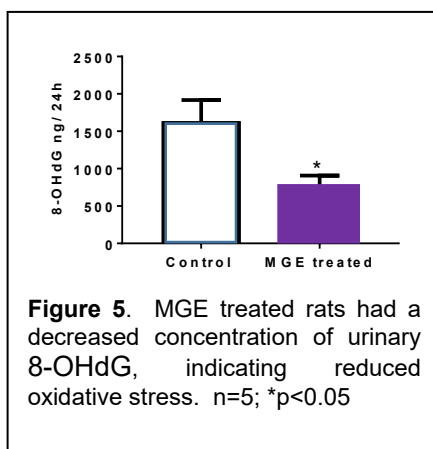 2500
2000
1500
1000
500
0
8-OHdG ng/24h
*
Control MGE treated
Figure 5. MGE treated rats had a
decreased concentration of urinary
8-OHdG, indicating reduced
oxidative stress. n=5; *p<0.05